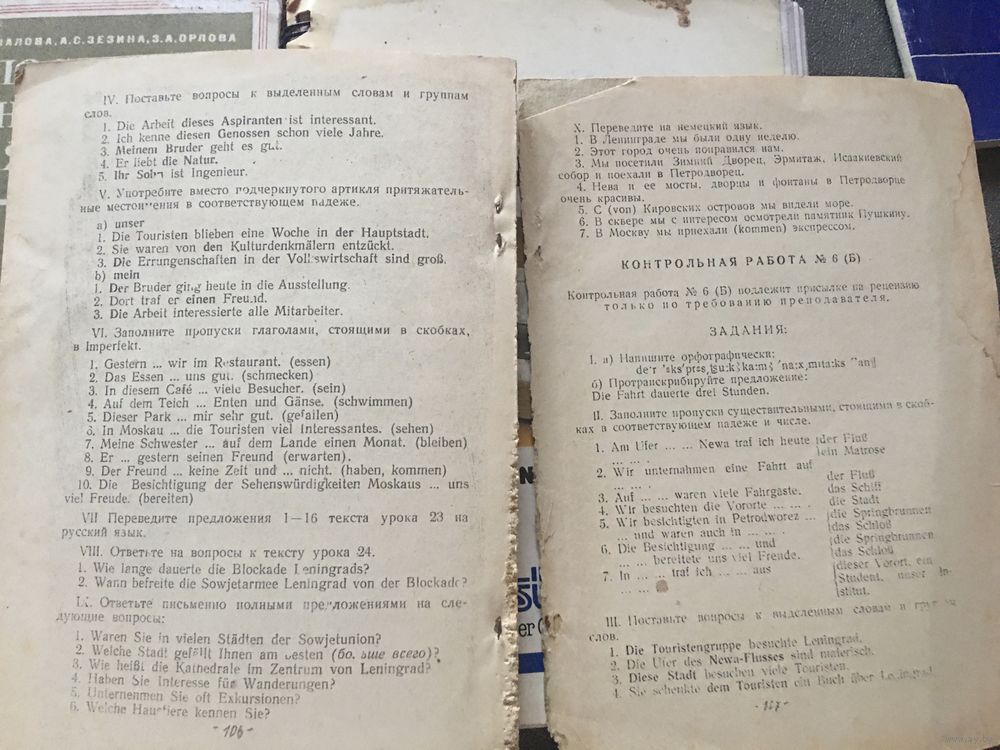 ВАЛОВА, А.С. ЗЕЗИНА, З.А. ОРЛОВА
IV. Поставьте вопросы к выделенным словам и группам
слов.
1. Die Arbeit dieses Aspiranten ist interessant.
2. Ich kenne diesen Genossen schon viele Jahre.
3. Meinem Bruder geht es gut.
4. Er liebt die Natur.
5. Ihr Sohn ist Ingenieur.
V. Употребите вместо подчеркнутого артикля притяжатель-
ные местоимения в соответствующем падеже.
a) unser
1. Die Touristen blieben eine Woche in der Hauptstadt.
2. Sie waren von den Kulturdenkmälern entzückt.
3. Die Errungenschaften in der Volkswirtschaft sind groß.
b) mein
1. Der Bruder ging heute in die Ausstellung.
2. Dort traf er einen Freund.
3. Die Arbeit interessierte alle Mitarbeiter.
VI. Заполните пропуски глаголами, стоящими в скобках,
в Imperfekt.
1. Gestern ... wir im Restaurant. (essen)
2. Das Essen ... uns gut. (schmecken)
3. In diesem Café ... viele Besucher. (sein)
4. Auf dem Teich ... Enten und Gänse. (schwimmen)
5. Dieser Park ... mir sehr gut. (gefallen)
6. In Moskau ... die Touristen viel Interessantes. (sehen)
7. Meine Schwester ... auf dem Lande einen Monat. (bleiben)
8. Er ... gestern seinen Freund (erwarten).
9. Der Freund ... keine Zeit und ... nicht. (haben, kommen)
10. Die Besichtigung der Sehenswürdigkeiten Moskaus ... uns
viel Freude. (bereiten)
VII Переведите предложения 1—16 текста урока 23 на
русский язык.
VIII. Ответьте на вопросы к тексту урока 24.
1. Wie lange dauerte die Blockade Leningrads?
2. Wann befreite die Sowjetarmee Leningrad von der Blockade?
IX. Ответьте письменно полными предложениями на сле-
дующие вопросы:
1. Waren Sie in vielen Städten der Sowjetunion?
2. Welche Stadt gefällt Ihnen am besten (больше всего)?
3. Wie heißt die Kathedrale im Zentrum von Leningrad?
4. Haben Sie Interesse für Wanderungen?
5. Unternehmen Sie oft Exkursionen?
6. Welche Haustiere kennen Sie?
- 106 -
X. Переведите на немецкий язык.
1. В Ленинграде мы были одну неделю.
2. Этот город очень понравился нам.
3. Мы посетили Зимний Дворец, Эрмитаж, Исаакиевский
собор и поехали в Петродворец.
4. Нева и ее мосты, дворцы и фонтаны в Петродворце
очень красивы.
5. С (von) Кировских островов мы видели море.
6. В сквере мы с интересом осмотрели памятник Пушкину.
7. В Москву мы приехали (kommen) экспрессом.
КОНТРОЛЬНАЯ РАБОТА № 6 (Б)
Контрольная работа № 6 (Б) подлежит присылке на рецензию
только по требованию преподавателя.
ЗАДАНИЯ:
I. а) Напишите орфографически:
б) Протранскрибируйте предложение:
Die Fahrt dauerte drei Stunden.
II. Заполните пропуски существительными, стоящими в скоб-
ках в соответствующем падеже и числе.
1. Am Ufer ... ... Newa traf ich heute (der Fluß
... ... . ein Matrose
2. Wir unternahmen eine Fahrt auf
... ... . der Fluß
3. Auf ... ... waren viele Fahrgäste. das Schiff
4. Wir besuchten die Vororte ... ... . die Stadt
5. Wir besichtigten in Petrodworez ... (die Springbrunnen
... und waren auch in ... ... . das Schloß
6. Die Besichtigung ... ... und (die Springbrunnen
... ... bereitete uns viel Freude. das Schloß
7. In ... ... traf ich ... ... aus (dieser Vorort, ein
... ... Student, unser In-
stitut.
III. Поставьте вопросы к выделенным словам и группам
слов.
1. Die Touristengruppe besuchte Leningrad.
2. Die Ufer des Newa-Flusses sind malerisch.
3. Diese Stadt besuchen viele Touristen.
4. Sie schenkte dem Touristen ein Buch über Leningrad
- 107 -